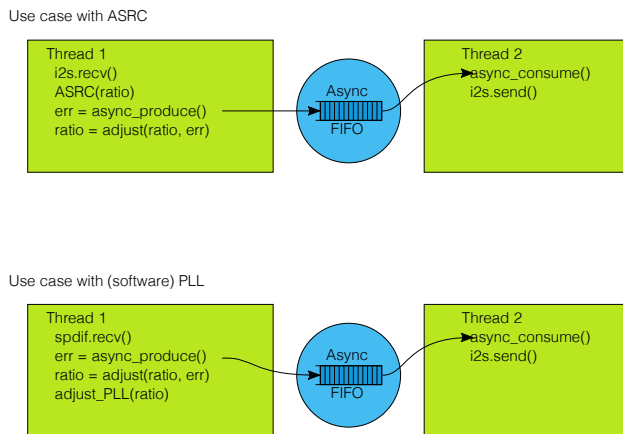 Use case with ASRC
Thread 1
i2s.recv()
ASRC(ratio)
err = async_produce()
ratio = adjust(ratio, err)
Async
FIFO
Thread 2
async_consume()
i2s.send()
Use case with (software) PLL
Thread 1
spdif.recv()
err = async_produce()
ratio = adjust(ratio, err)
adjust_PLL(ratio)
Async
FIFO
Thread 2
async_consume()
i2s.send()